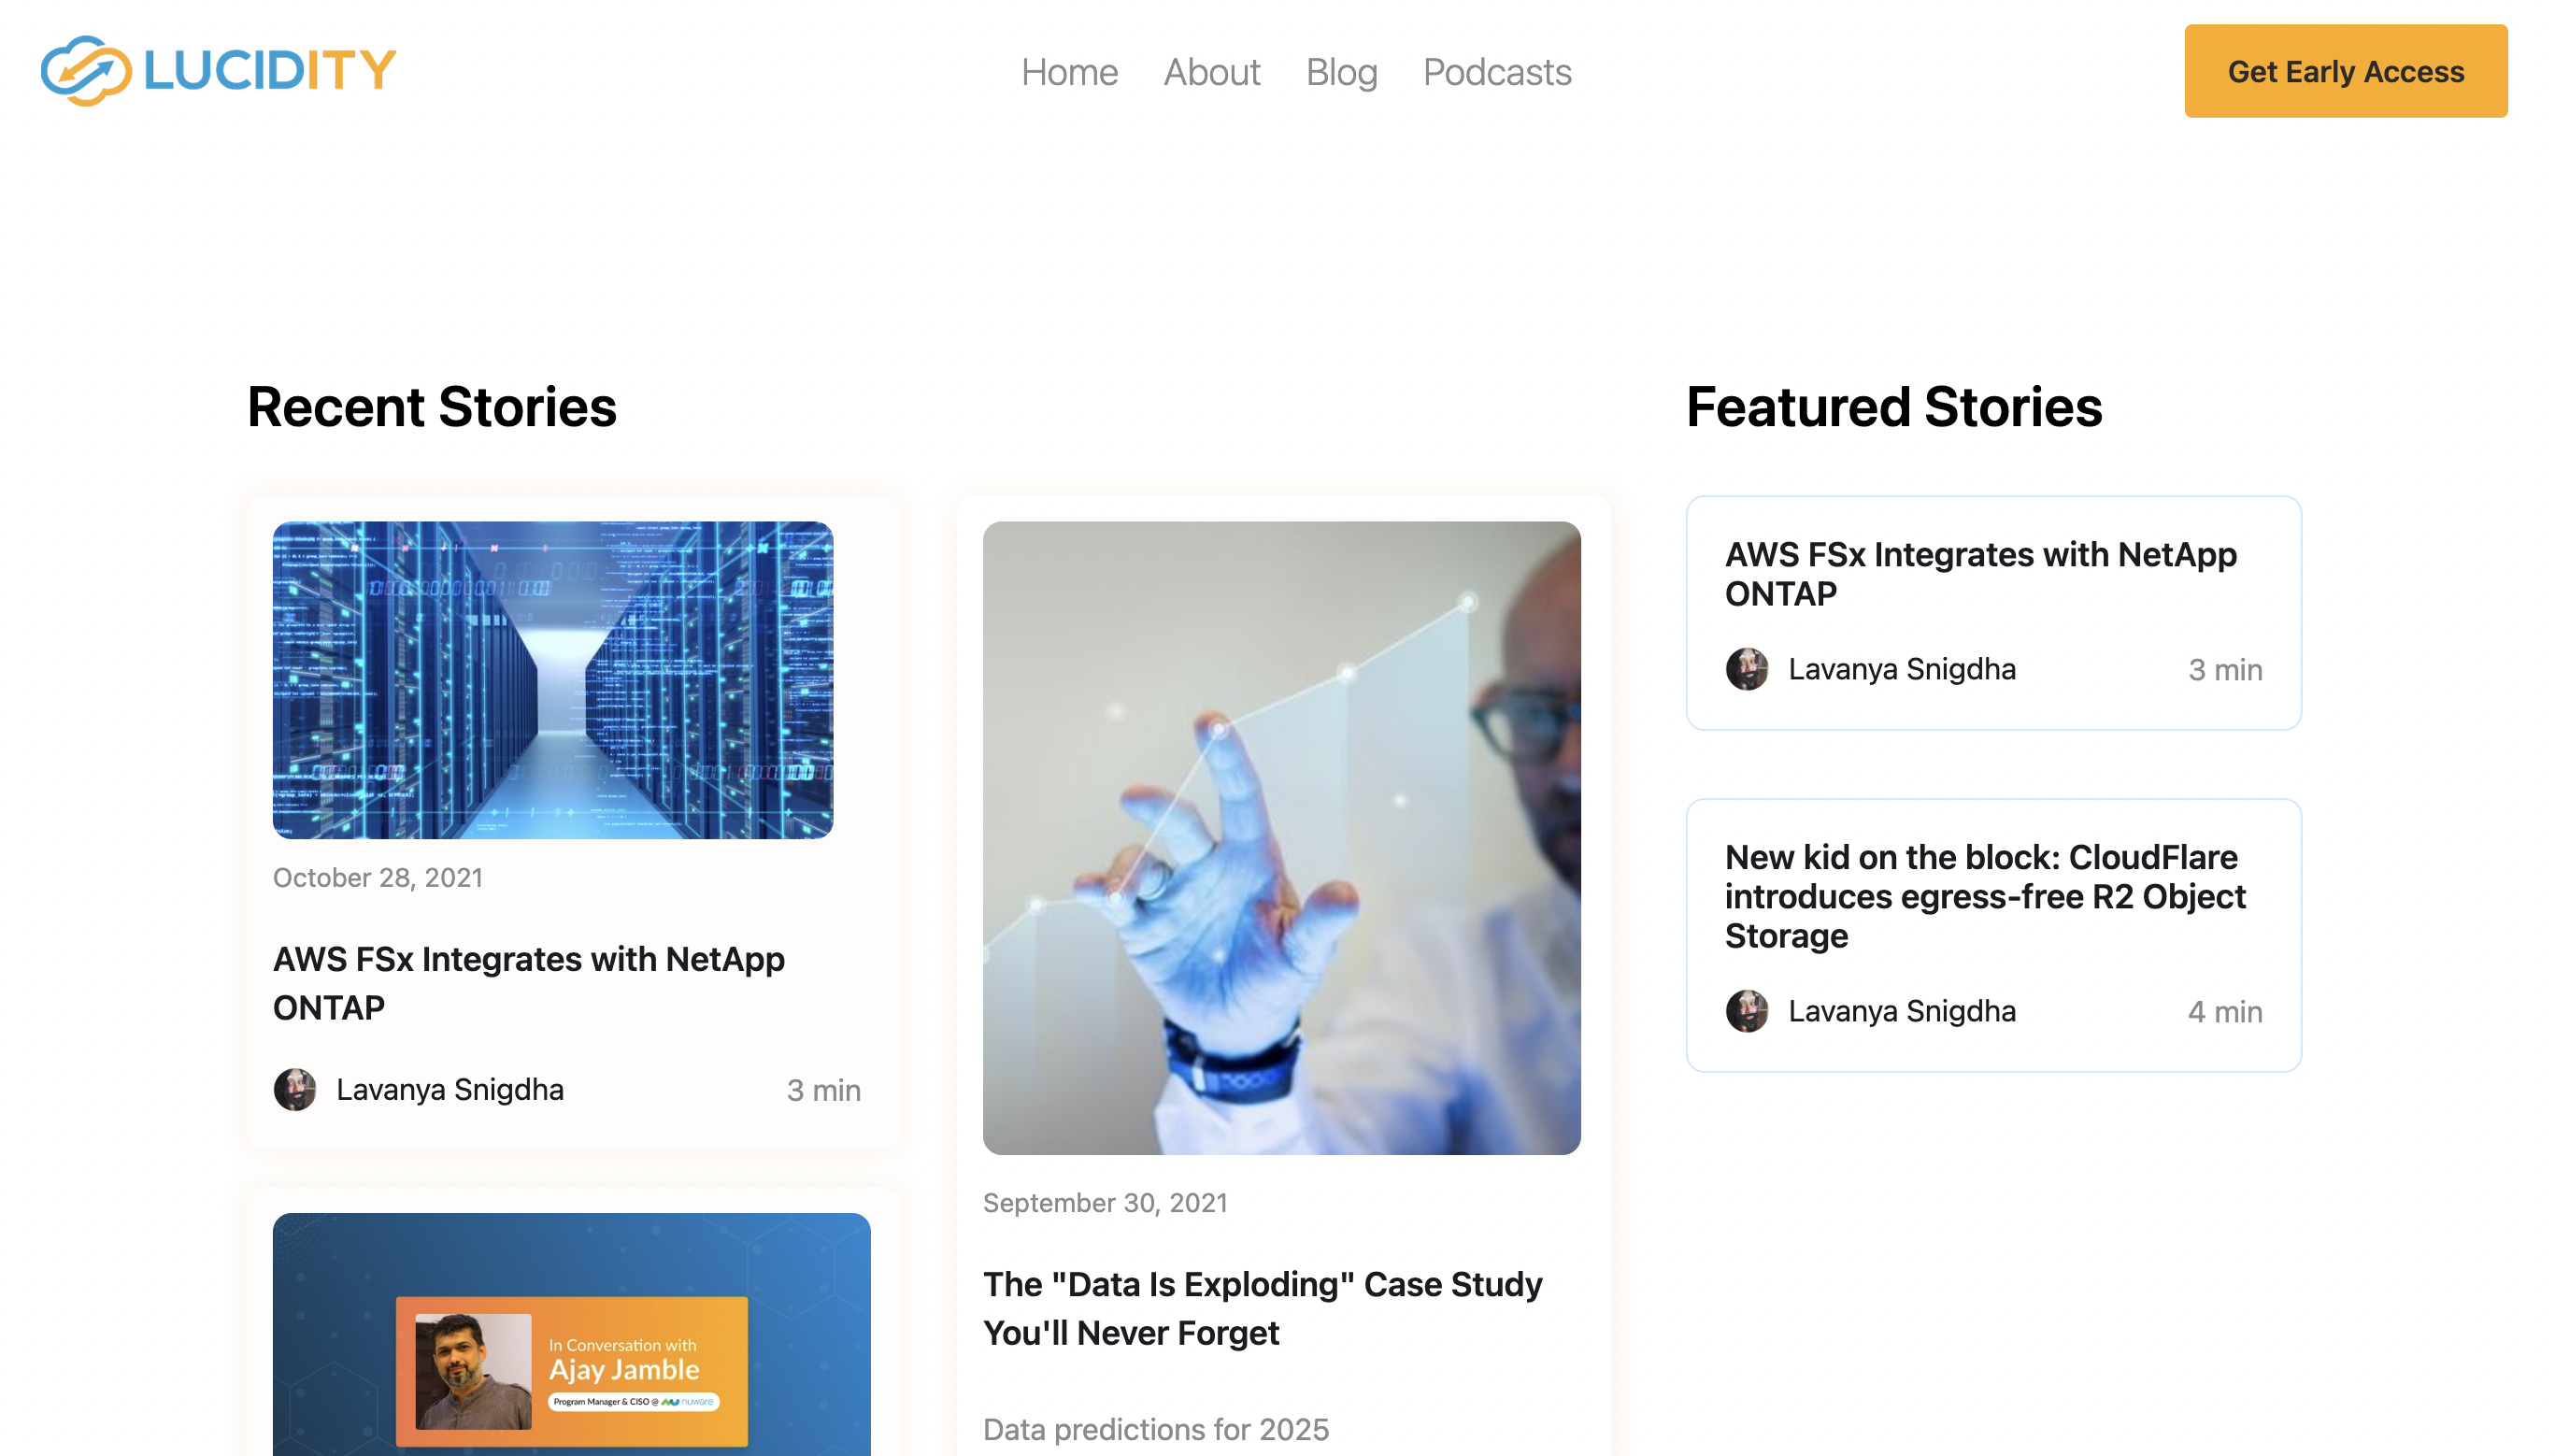 LUCIDITY
Home About Blog Podcasts
Get Early Access
Recent Stories
October 28, 2021
AWS FSx Integrates with NetApp
ONTAP
Lavanya Snigdha 3 min
In Conversation with
Ajay Jamble
Program Manager & CISO @ nuware
September 30, 2021
The "Data Is Exploding" Case Study
You'll Never Forget
Data predictions for 2025
Featured Stories
AWS FSx Integrates with NetApp
ONTAP
Lavanya Snigdha 3 min
New kid on the block: CloudFlare
introduces egress-free R2 Object
Storage
Lavanya Snigdha 4 min